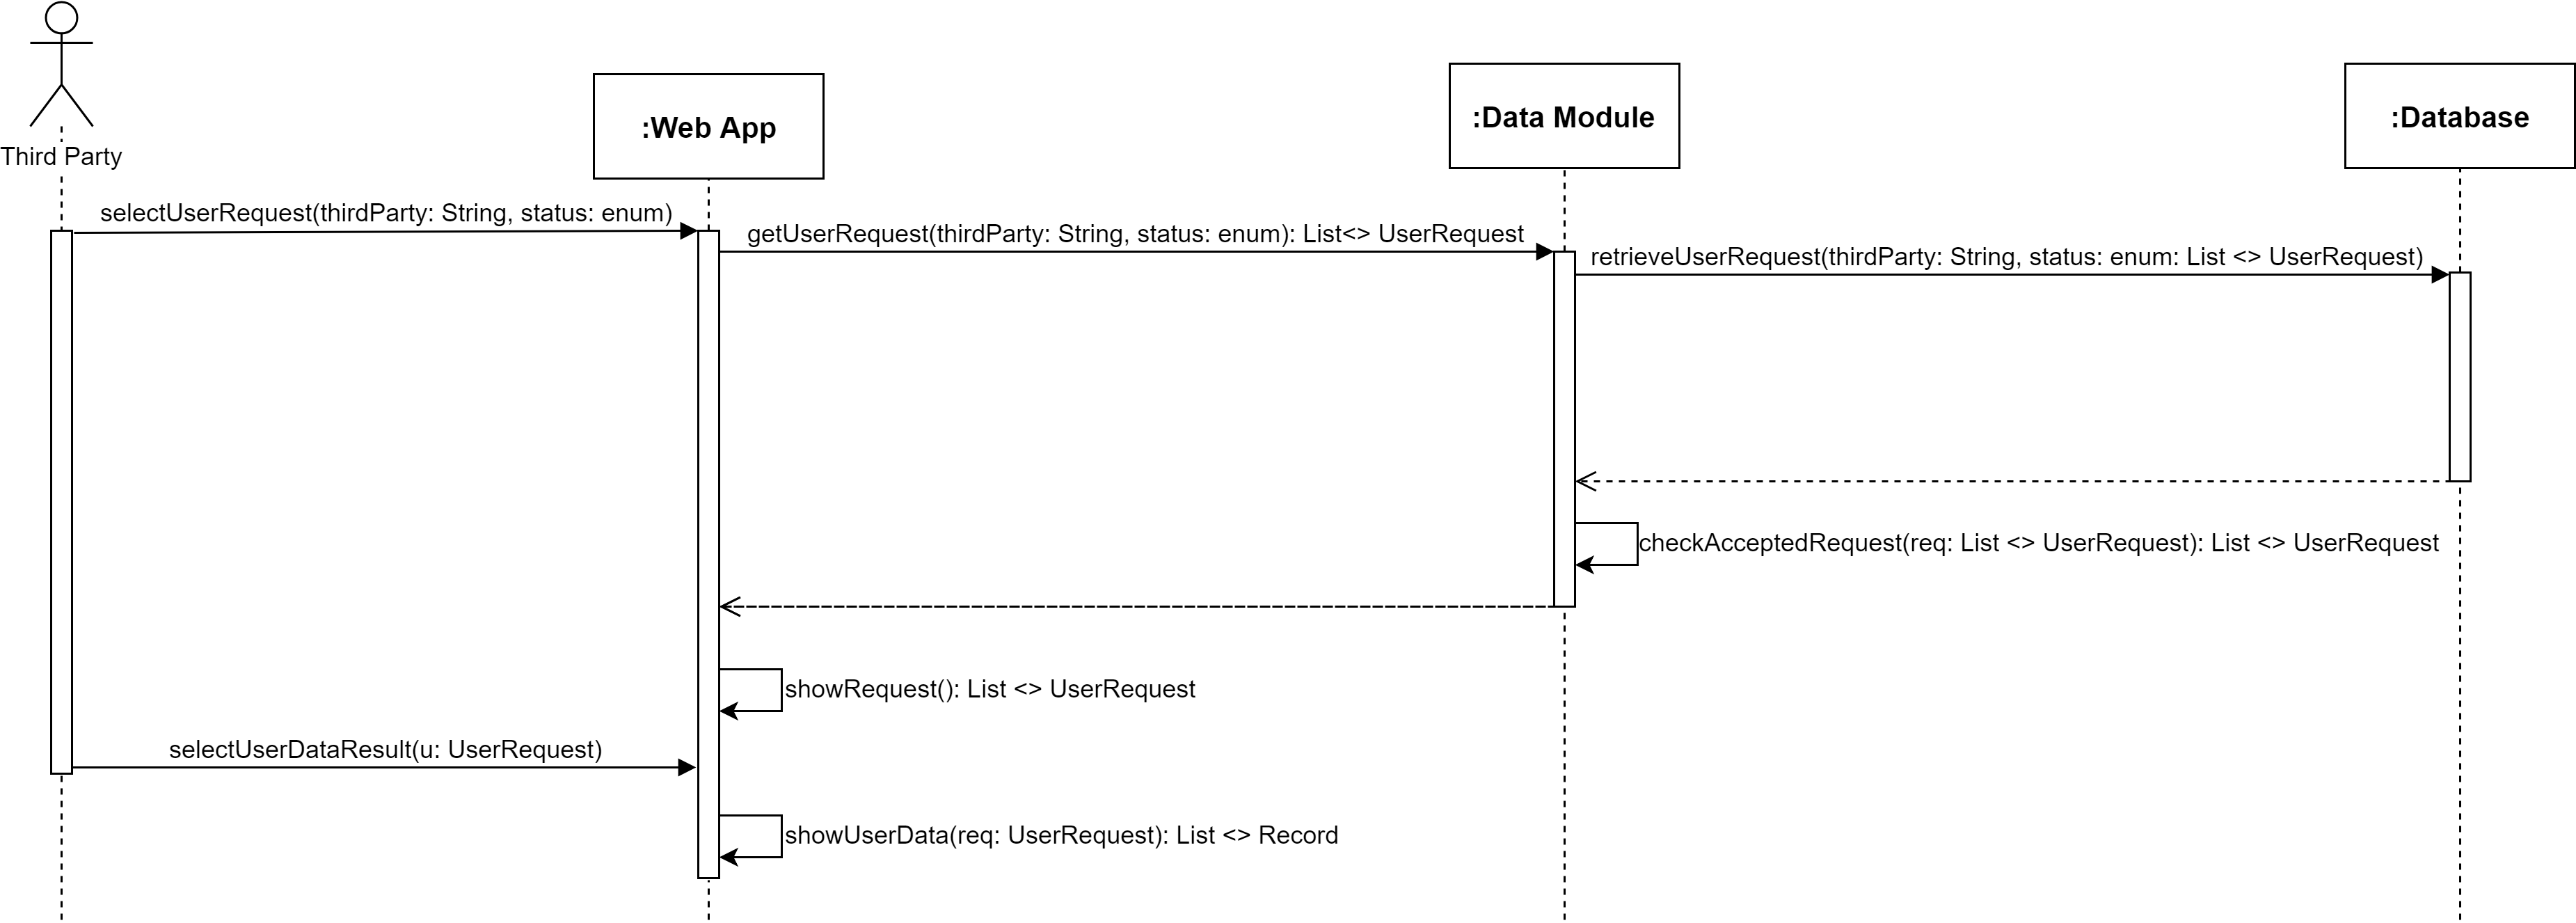 Third Party
:Web App
:Data Module
:Database
selectUserRequest(thirdParty: String, status: enum)
getUserRequest(thirdParty: String, status: enum): List<> UserRequest
retrieveUserRequest(thirdParty: String, status: enum: List <> UserRequest)
checkAcceptedRequest(req: List <> UserRequest): List <> UserRequest
showRequest(): List <> UserRequest
selectUserDataResult(u: UserRequest)
showUserData(req: UserRequest): List <> Record